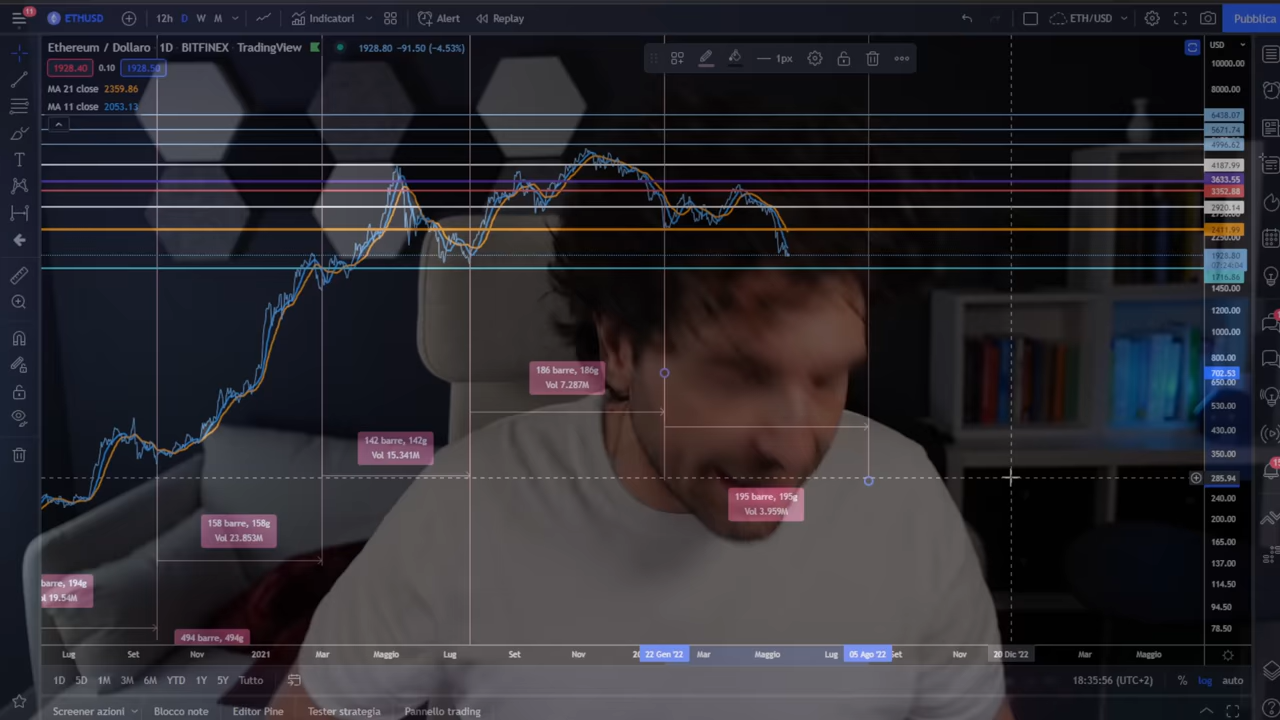 11
ETHUSD
12h D W M
Indicatori
Alert
Replay
ETH/USD
Pubblica
Ethereum / Dollaro 1D BITFINEX TradingView
1928.80 −91.50 (−4.53%)
1928.40 0.10 1928.50
MA 21 close 2359.86
MA 11 close 2053.13
1px
USD
10000.00
8000.00
6438.07
5671.74
4996.62
4187.99
3633.55
3352.88
2920.14
2431.99
2250.00
1928.80
07:24:04
1716.86
1450.00
1200.00
1000.00
800.00
702.53
650.00
530.00
430.00
350.00
285.94
240.00
200.00
165.00
137.00
114.50
94.50
78.50
186 barre, 186g
Vol 7.287M
142 barre, 142g
Vol 15.341M
195 barre, 195g
Vol 3.959M
158 barre, 158g
Vol 23.853M
barre, 194g
19.54M
494 barre, 494g
Lug Set Nov 2021 Mar Maggio Lug Set Nov 22 Gen '22 Mar Maggio Lug 05 Ago '22 Set Nov 20 Dic '22 Mar Maggio
1D 5D 1M 3M 6M YTD 1Y 5Y Tutto
18:35:56 (UTC+2) % log auto
Screener azioni Blocco note Editor Pine Tester strategia Pannello trading